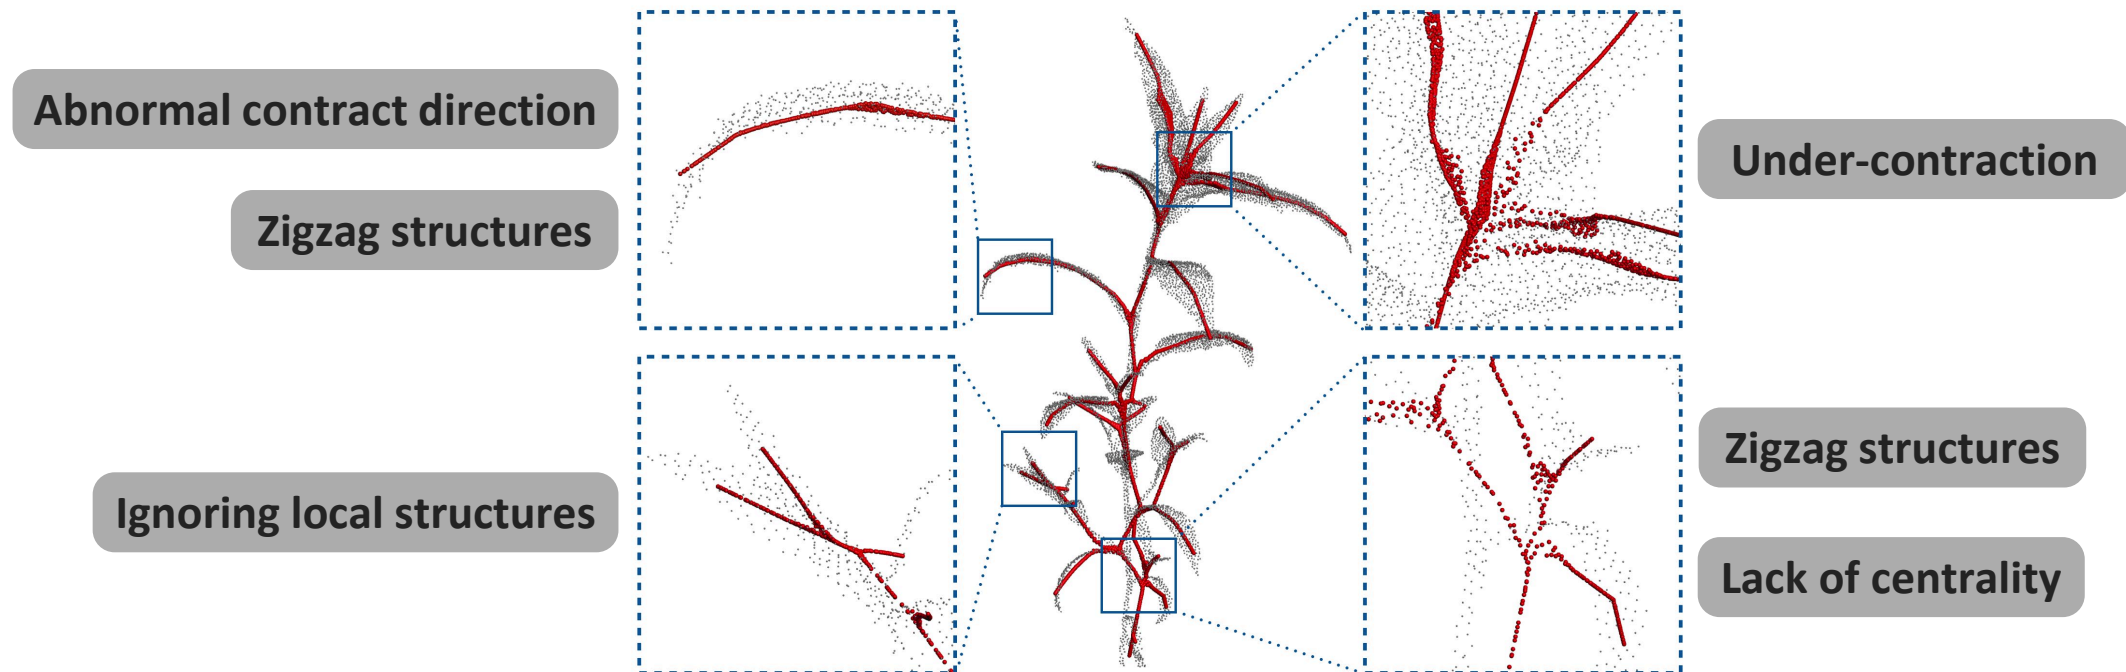 Abnormal contract direction
Zigzag structures
Ignoring local structures
Under-contraction
Zigzag structures
Lack of centrality